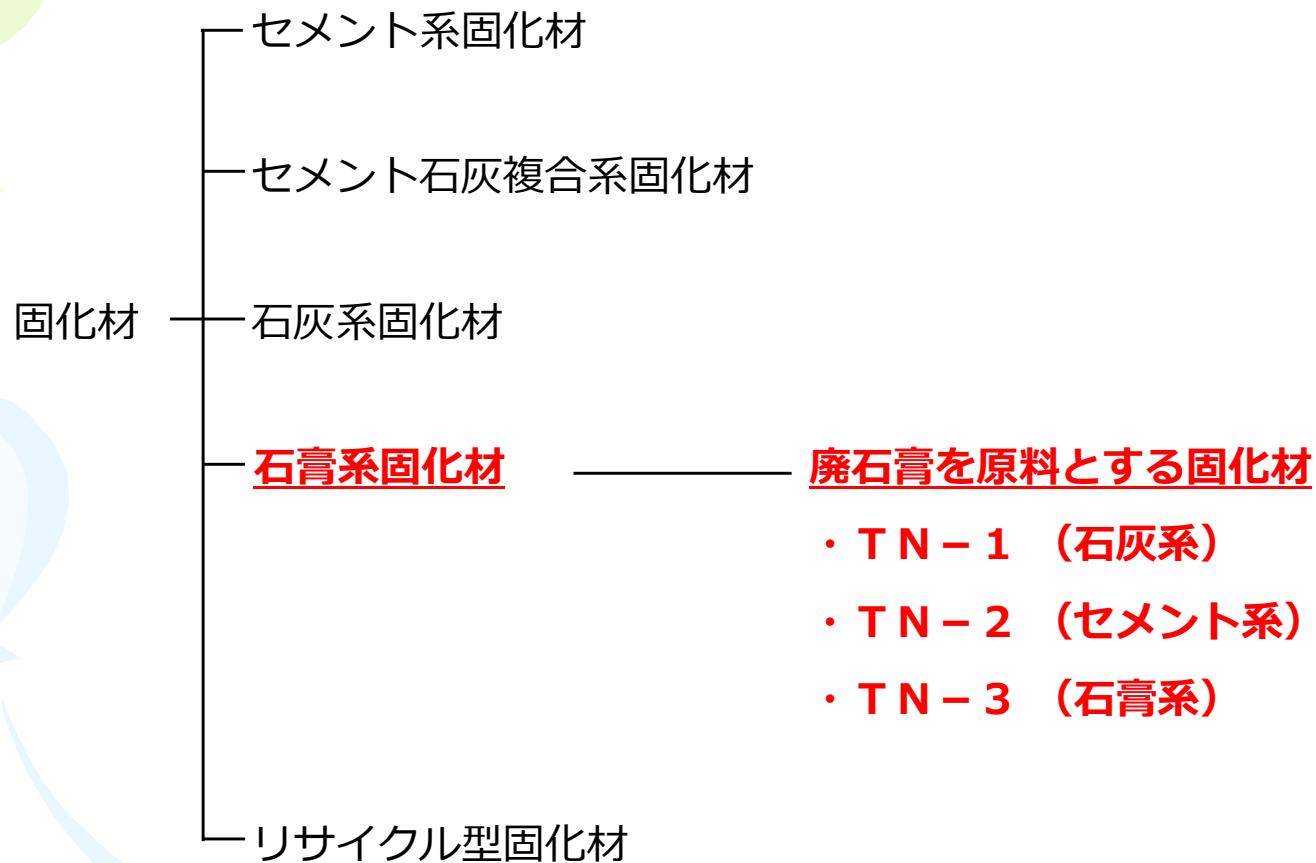 セメント系固化材
セメント石灰複合系固化材
固化材
石灰系固化材
石膏系固化材
廃石膏を原料とする固化材
・ＴＮ－１ （石灰系）
・ＴＮ－２ （セメント系）
・ＴＮ－３ （石膏系）
リサイクル型固化材